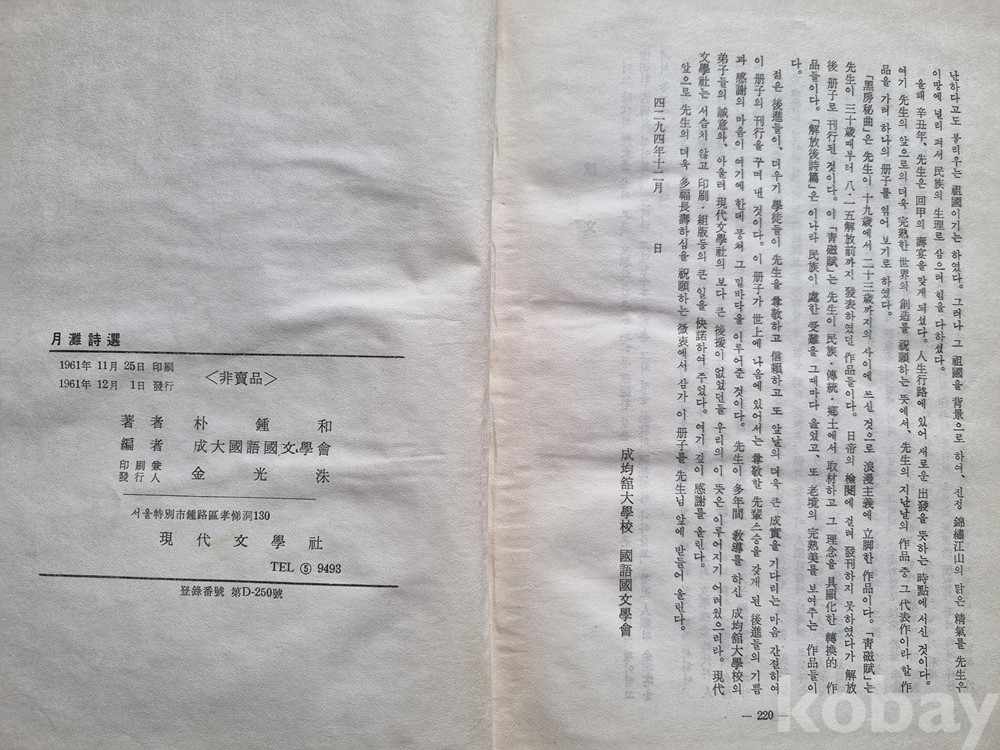 난하다고도 불리우는 祖國이기는 하였다。그러나 그 祖國을 背景으로 하여、진정 錦繡江山의 맑은 精氣를 先生은
이땅에 널리 펴서 民族의 生理로 삼으려 힘을 다하셨다。
올해 辛丑年、先生은 回甲의 壽宴을 맞게 되셨다。人生行路에 있어 새로운 出發을 뜻하는 時點에 서신 것이다。
여기 先生의 앞으로의 더욱 完熟한 世界의 創造를 祝願하는 뜻에서、先生의 지난날의 作品 중 그 代表作이라 할 作
品을 가려 하나의 册子를 엮어 보기로 하였다。
「黑房秘曲」은 先生이 十九歲에서 二十三歲까지의 사이에 쓰신 것으로 浪漫主義에 立脚한 作品이다。「靑磁賦」는
先生이 三十歲때부터 八・一五解放前까지 發表하였던 作品들이다。日帝의 檢閱에 걸려 發刊하지 못하였다가 解放
後 册子로 刊行된 것이다。이「靑磁賦」는 先生이 民族・傳統・鄕土에서 取材하고 그 理念을 具顯化한 轉換的 作
品들이다。「解放後詩篇」은 이나라 民族이 處한 受難을 그때마다 읊었고、또 老境의 完熟美를 보여주는 作品들이
다。
젊은 後進들이、더우기 學徒들이 先生을 尊敬하고 信賴하고 또 앞날의 더욱 큰 成實을 기다리는 마음 간절하여
이 册子의 刊行을 꾸며 낸 것이다。이 册子가 世上에 나옴에 있어서는 尊敬할 先輩스승을 갖게 된 後進들의 기쁨
과 感謝의 마음이 여기에 한데 뭉쳐 그 밑바닥을 이루어준 것이다。先生이 多年間 敎導를 하신 成均舘大學校의
弟子들의 誠意와、아울러 現代文學社의 보다 큰 後援이 없었던들 우리의 이 뜻은 이루어지기 어려웠으리라。現代
文學社는 서슴지 않고 印刷・組版등의 큰 일을 快諾하여 주었다。여기 깊이 感謝를 올린다。
앞으로 先生의 더욱 多福長壽하심을 祝願하는 微衷에서 삼가 이 册子를 先生님 앞에 받들어 올린다。
四二九四年十二月 日
成均舘大學校 國語國文學會
— 220 —
月灘詩選
1961年 11月 25日 印刷
1961年 12月 1日 發行
〈非賣品〉
著者 朴鍾和
編者 成大國語國文學會
印刷兼
發行人 金光洙
서울特別市鍾路區孝悌洞130
現代文學社
TEL ⑤ 9493
登錄番號 第D-250號
kobay